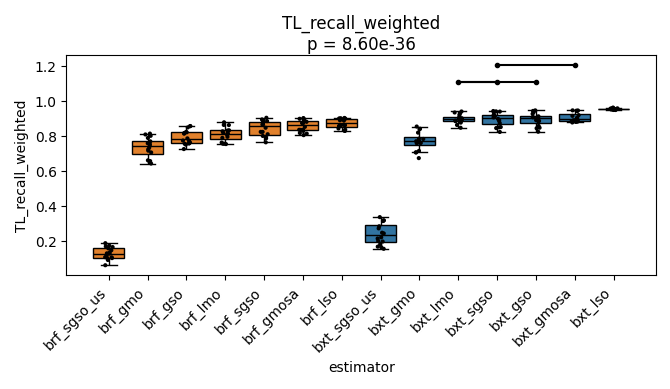 TL_recall_weighted
p = 8.60e-36
TL_recall_weighted
1.2
1.0
0.8
0.6
0.4
0.2
brf_sgso_us
brf_gmo
brf_gso
brf_lmo
brf_sgso
brf_gmosa
brf_lso
bxt_sgso_us
bxt_gmo
bxt_lmo
bxt_sgso
bxt_gso
bxt_gmosa
bxt_lso
estimator